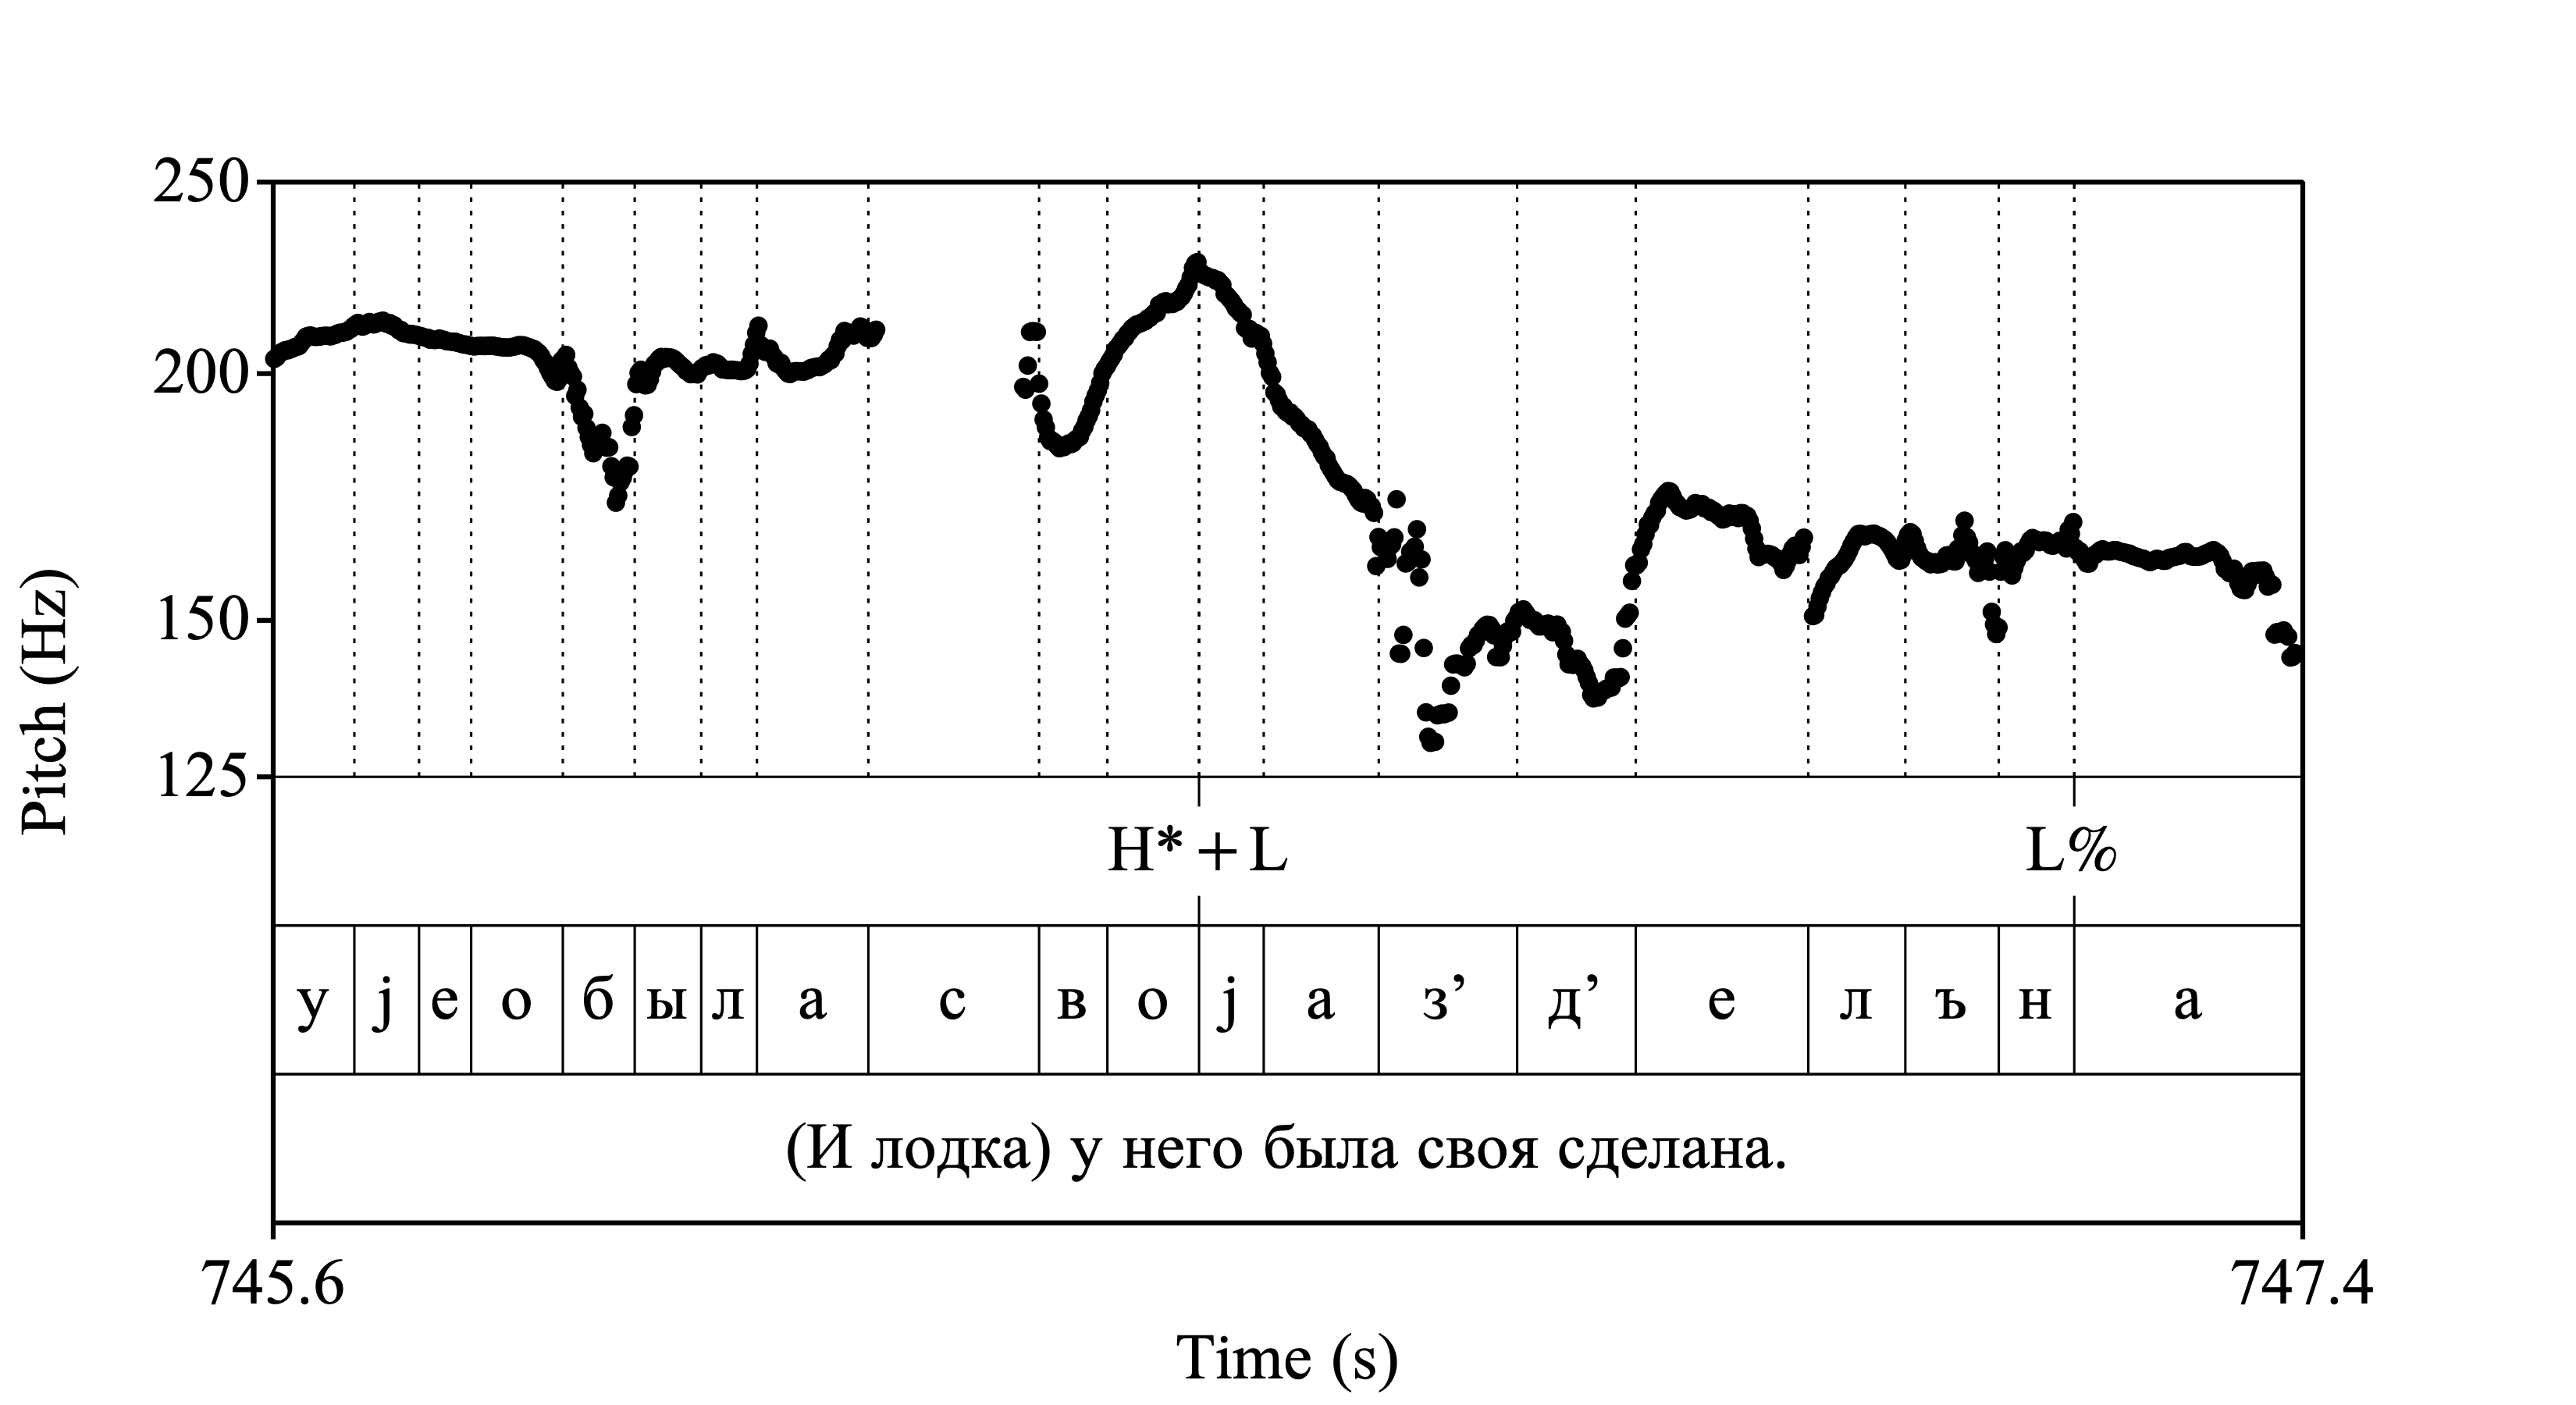 250
200
150
125
Pitch (Hz)
H* + L L%
у ј е о б ы л а с в о ј а з’ д’ е л ъ н а
(И лодка) у него была своя сделана.
745.6 747.4
Time (s)